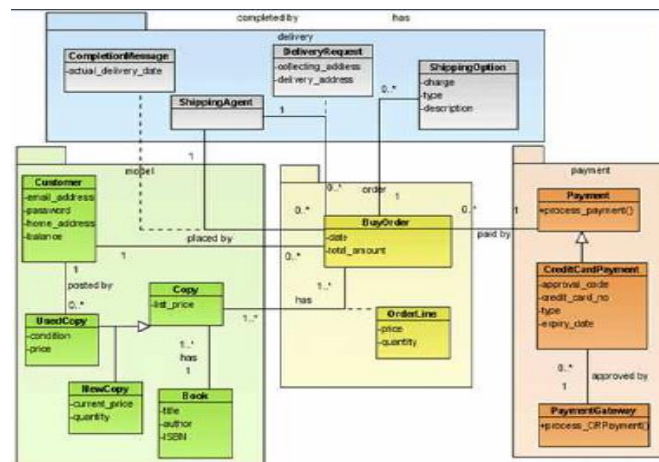 completed by
has
delivery
CompletionMessage
-actual_delivery_date
DeliveryRequest
-collecting_address
-delivery_address
ShippingOption
-charge
-type
-description
ShippingAgent
1
0..*
1
1
0..*
model
order
payment
Customer
-email_address
-password
-home_address
-balance
0..*
1
0..*
1
BuyOrder
-date
-total_amount
Payment
+process_payment()
placed by
paid by
1
0..*
1
posted by
0..*
Copy
-list_price
has
1..*
1..*
CreditCardPayment
-approval_code
-credit_card_no
-type
-expiry_date
UsedCopy
-condition
-price
OrderLine
-price
-quantity
1..*
has
1
NewCopy
-current_price
-quantity
Book
-title
-author
-ISBN
0..*
approved by
1
PaymentGateway
+process_CRPayment()